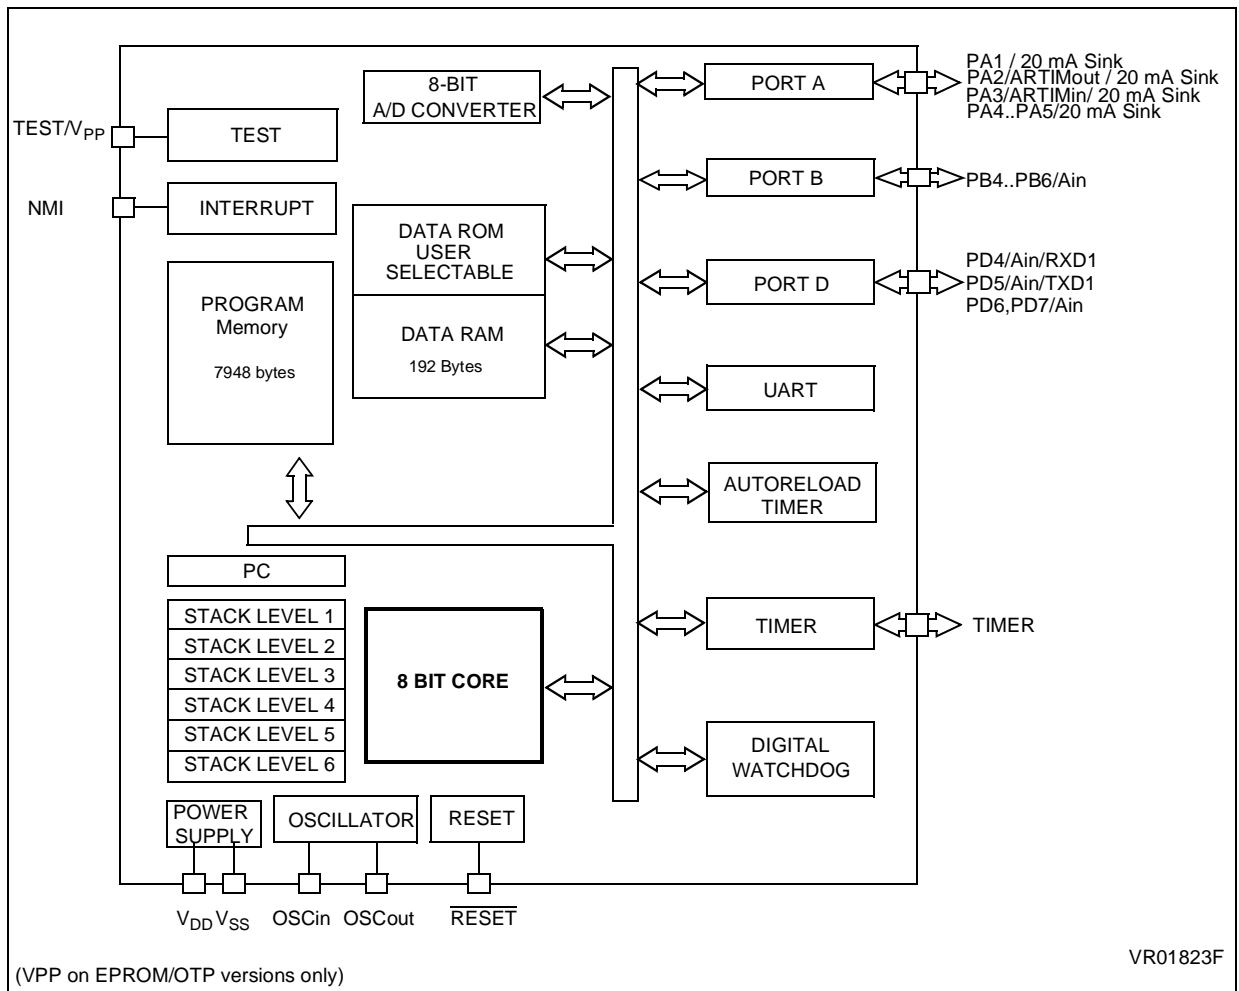 8-BIT
A/D CONVERTER
PORT A
PA1 / 20 mA Sink
PA2/ARTIMout / 20 mA Sink
PA3/ARTIMin/ 20 mA Sink
PA4..PA5/20 mA Sink
TEST/VPP
TEST
PORT B
PB4..PB6/Ain
NMI
INTERRUPT
DATA ROM
USER
SELECTABLE
PORT D
PD4/Ain/RXD1
PD5/Ain/TXD1
PD6,PD7/Ain
PROGRAM
Memory
7948 bytes
DATA RAM
192 Bytes
UART
AUTORELOAD
TIMER
PC
STACK LEVEL 1
STACK LEVEL 2
STACK LEVEL 3
STACK LEVEL 4
STACK LEVEL 5
STACK LEVEL 6
8 BIT CORE
TIMER
TIMER
DIGITAL
WATCHDOG
POWER
SUPPLY
OSCILLATOR
RESET
VDD VSS
OSCin
OSCout
RESET
VR01823F
(VPP on EPROM/OTP versions only)